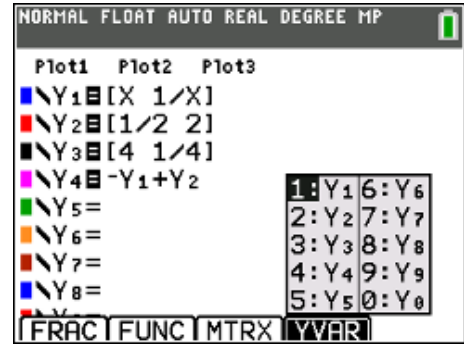 NORMAL FLOAT AUTO REAL DEGREE MP
Plot1 Plot2 Plot3
\Y₁=[X 1/X]
\Y₂=[1/2 2]
\Y₃=[4 1/4]
\Y₄=-Y₁+Y₂
\Y₅=
\Y₆=
\Y₇=
\Y₈=
1:Y₁ 6:Y₆
2:Y₂ 7:Y₇
3:Y₃ 8:Y₈
4:Y₄ 9:Y₉
5:Y₅ 0:Y₀
FRAC FUNC MTRX YVAR